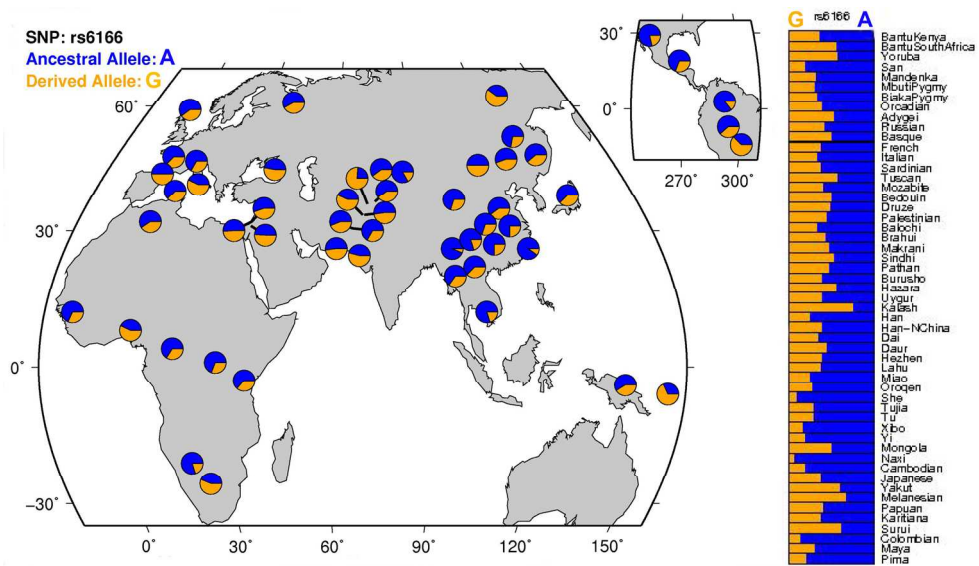 SNP: rs6166
Ancestral Allele: A
Derived Allele: G
60°
30°
0°
−30°
0°
30°
60°
90°
120°
150°
30°
0°
270°
300°
G rs6166 A
BantuKenya
BantuSouthAfrica
Yoruba
San
Mandenka
MbutiPygmy
BiakaPygmy
Orcadian
Adygei
Russian
Basque
French
Italian
Sardinian
Tuscan
Mozabite
Bedouin
Druze
Palestinian
Balochi
Brahui
Makrani
Sindhi
Pathan
Burusho
Hazara
Uygur
Kalash
Han
Han−NChina
Dai
Daur
Hezhen
Lahu
Miao
Oroqen
She
Tujia
Tu
Xibo
Yi
Mongola
Naxi
Cambodian
Japanese
Yakut
Melanesian
Papuan
Karitiana
Surui
Colombian
Maya
Pima